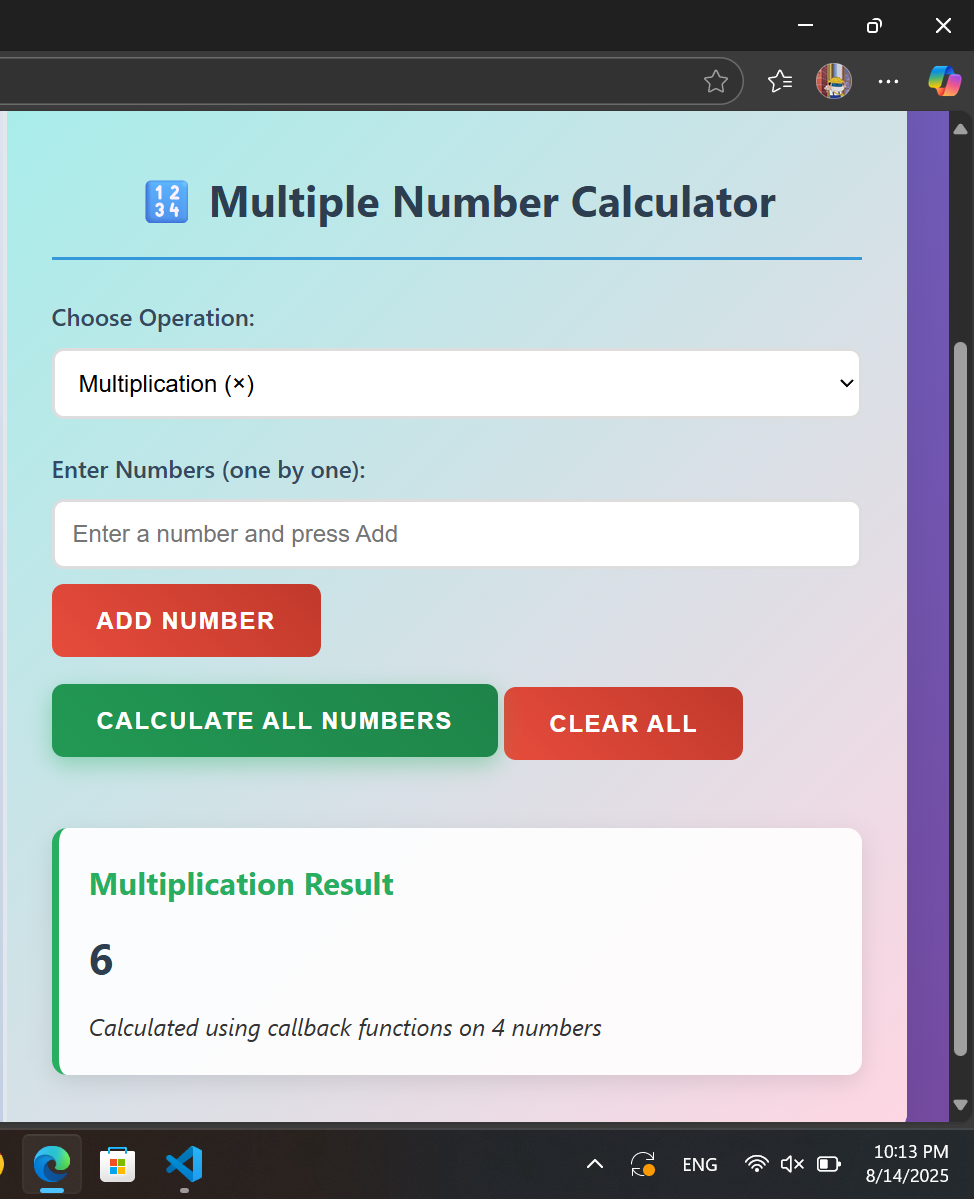 🔢 Multiple Number Calculator
Choose Operation:
Multiplication (×)
Enter Numbers (one by one):
Enter a number and press Add
ADD NUMBER
CALCULATE ALL NUMBERS
CLEAR ALL
Multiplication Result
6
Calculated using callback functions on 4 numbers
ENG
10:13 PM
8/14/2025